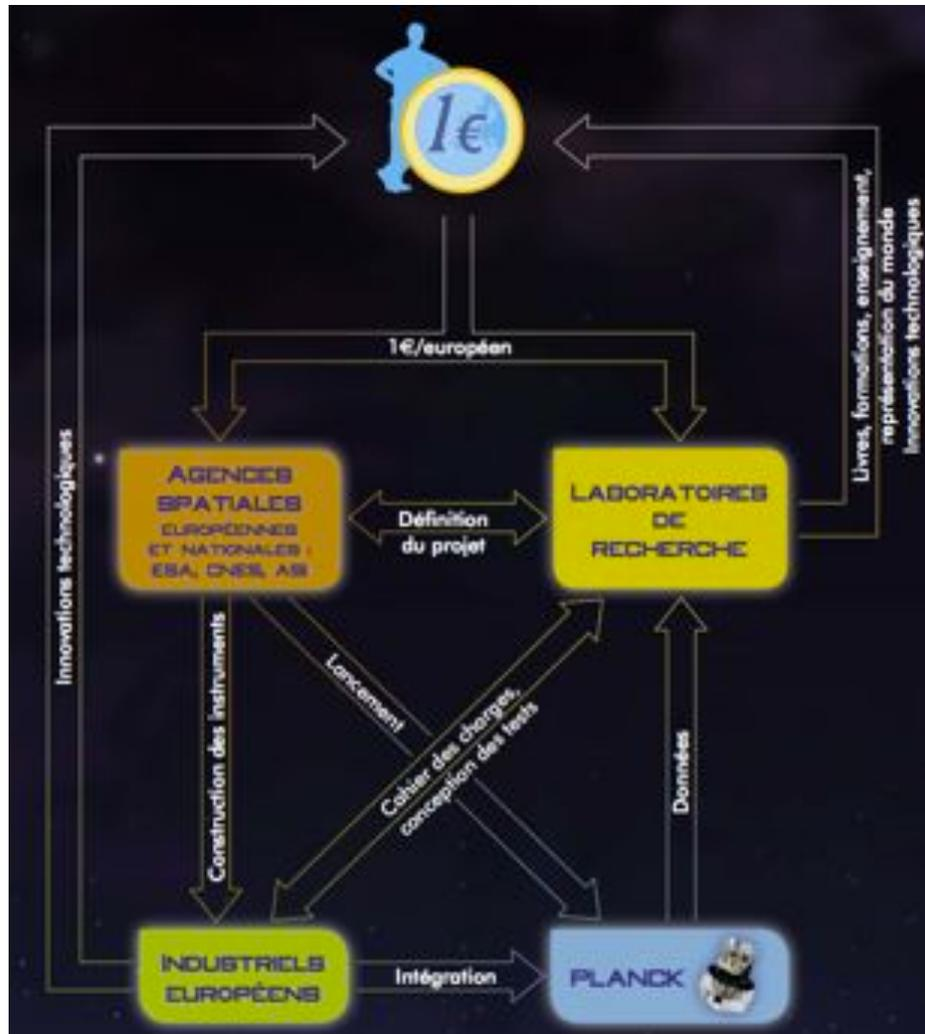 1€
1€/européen
Livres, formations, enseignement,
représentation du monde
Innovations technologiques
Innovations technologiques
AGENCES
SPATIALES
EUROPÉENNES
ET NATIONALES :
ESA, CNES, ASI
Définition
du projet
LABORATOIRES
DE
RECHERCHE
Construction des instruments
Lancement
Cahier des charges,
conception des tests
Données
INDUSTRIELS
EUROPÉENS
Intégration
PLANCK